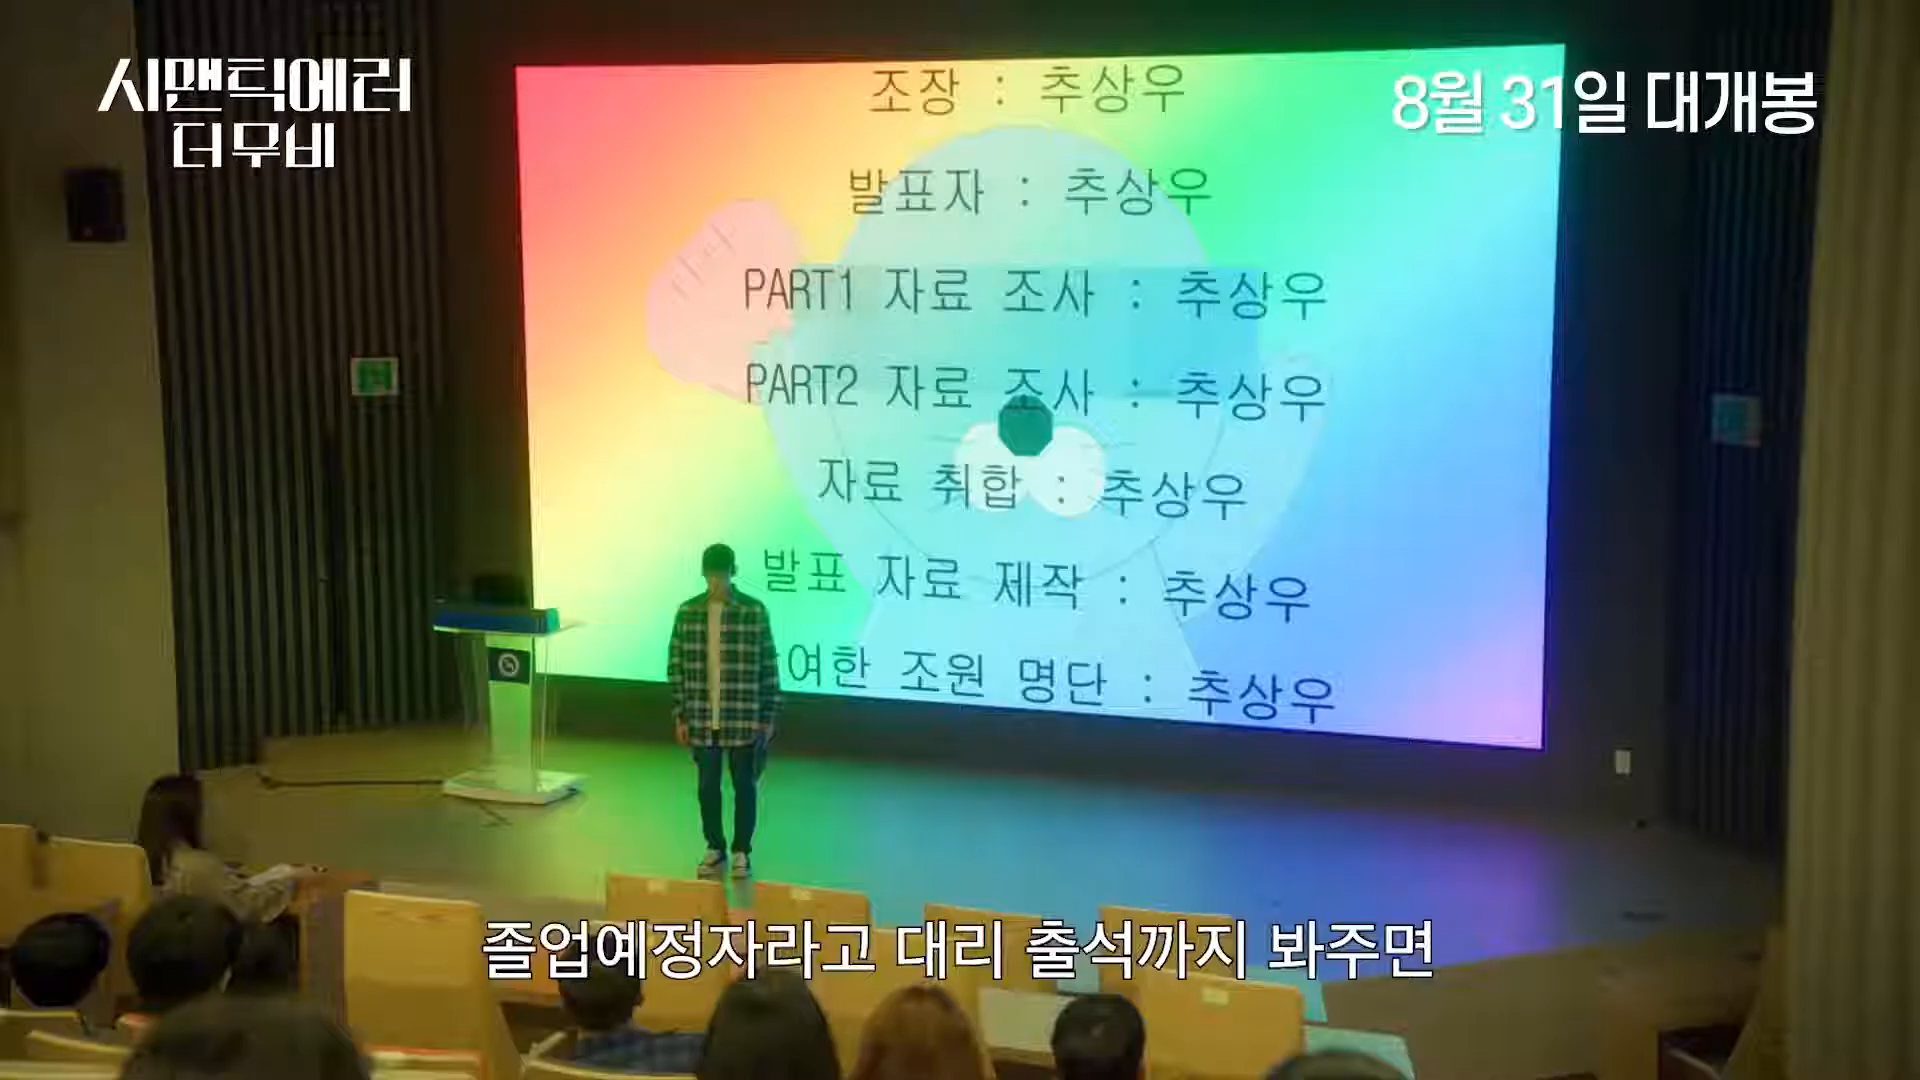 시맨틱에러
더무비
8월 31일 대개봉
조장 : 추상우
발표자 : 추상우
PART1 자료 조사 : 추상우
PART2 자료 조사 : 추상우
자료 취합 : 추상우
발표 자료 제작 : 추상우
조원 명단 : 추상우
졸업예정자라고 대리 출석까지 봐주면